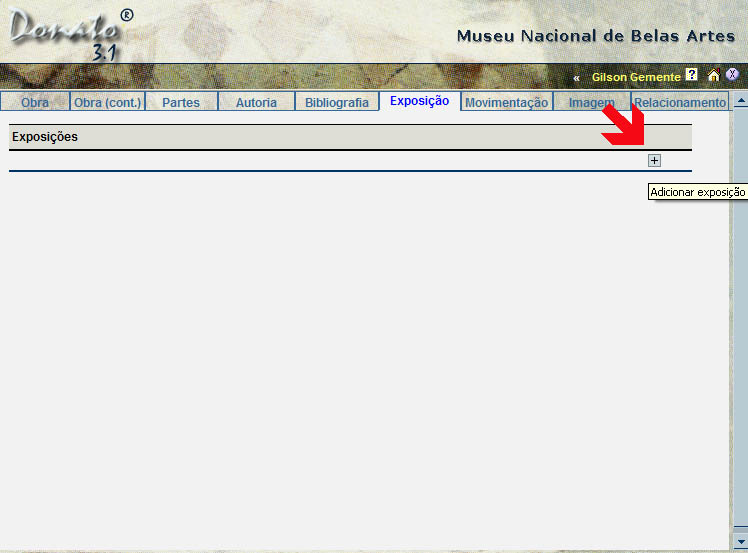 Donato ®
3.1
Museu Nacional de Belas Artes
« Gilson Gemente ?
Obra Obra (cont.) Partes Autoria Bibliografia Exposição Movimentação Imagem Relacionamento
Exposições
+
Adicionar exposição